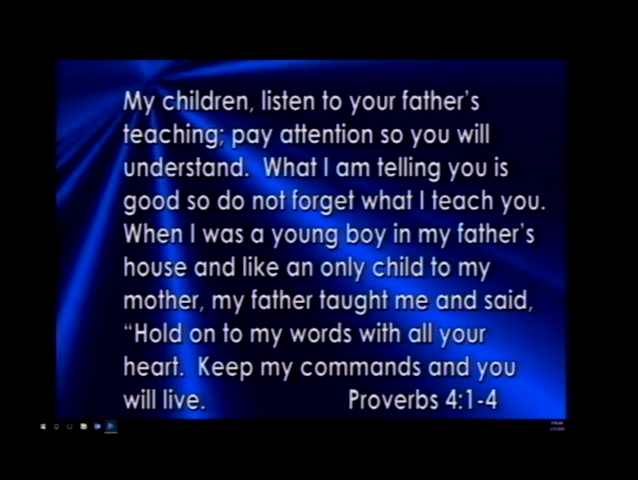 My children, listen to your father's
teaching; pay attention so you will
understand.  What I am telling you is
good so do not forget what I teach you.
When I was a young boy in my father's
house and like an only child to my
mother, my father taught me and said,
“Hold on to my words with all your
heart.  Keep my commands and you
will live.                    Proverbs 4:1-4